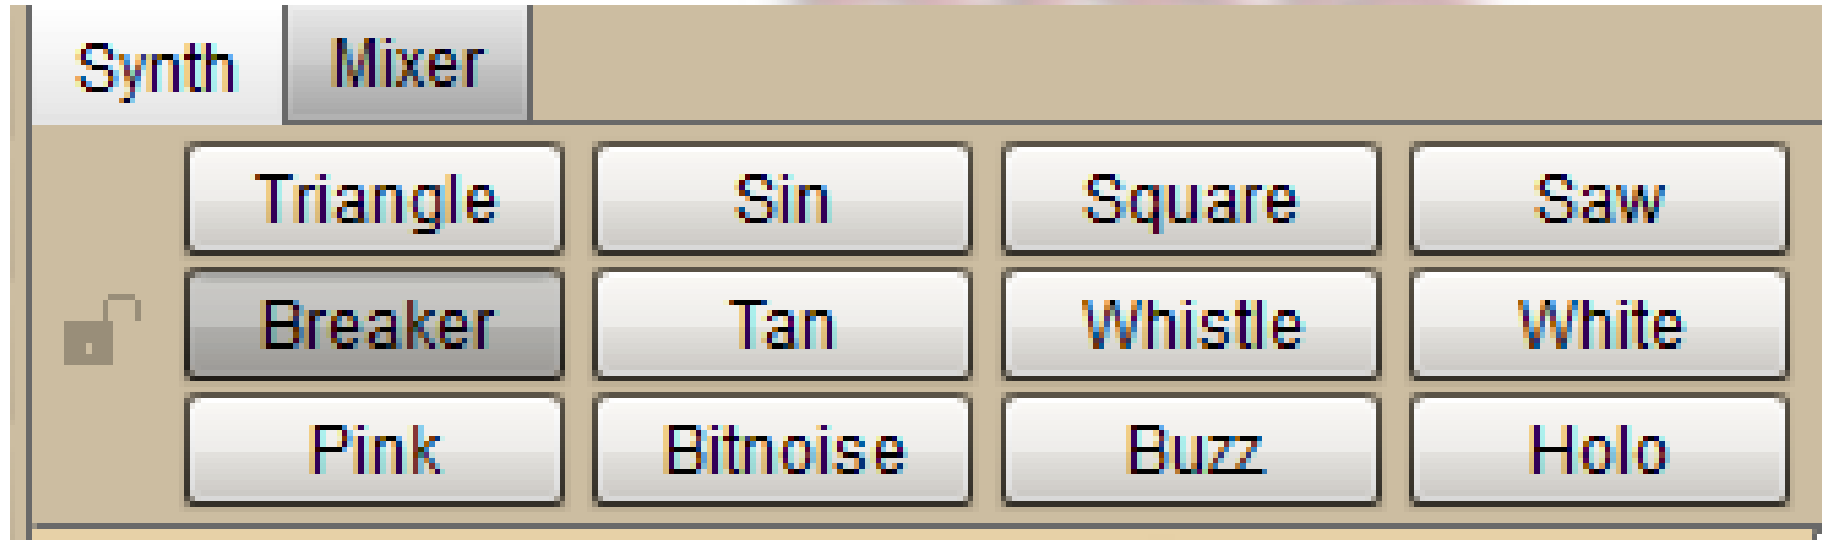 Synth Mixer
Triangle Sin Square Saw
Breaker Tan Whistle White
Pink Bitnoise Buzz Holo